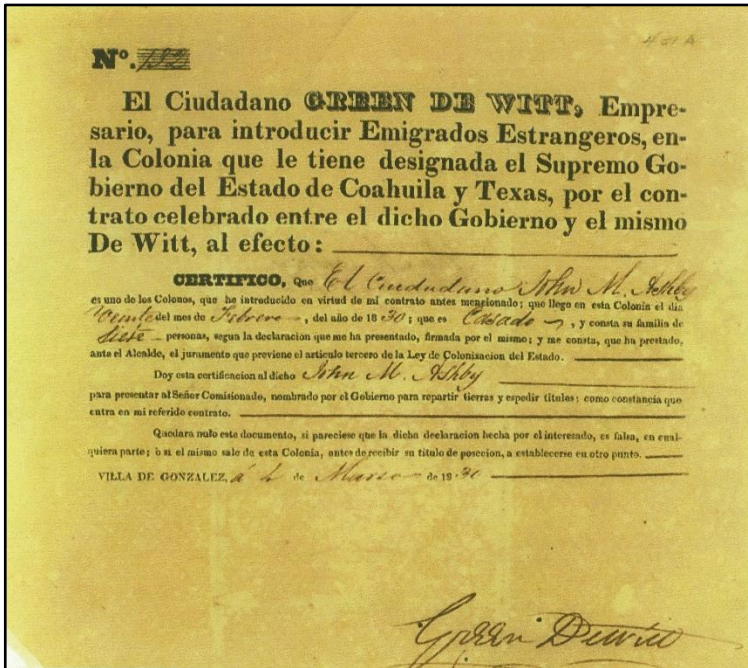 Nº. 132
El Ciudadano GREEN DE WITT, Empre-
sario, para introducir Emigrados Estrangeros, en-
la Colonia que le tiene designada el Supremo Go-
bierno del Estado de Coahuila y Texas, por el con-
trato celebrado entre el dicho Gobierno y el mismo
De Witt, al efecto:
CERTIFICO, Que El Ciudadano John M. Ashby
es uno de los Colonos, que he introducido en virtud de mi contrato antes mencionado; que llego en esta Colonia el dia
Veinte del mes de Febrero, del año de 1830; que es Casado, y consta su familia de
Siete personas, segun la declaracion que me ha presentado, firmada por el mismo; y me consta, que ha prestado,
ante el Alcalde, el juramento que previene el articulo tercero de la Ley de Colonizacion del Estado.
Doy esta certificacion al dicho John M. Ashby
para presentar al Señor Comisionado, nombrado por el Gobierno para repartir tierras y espedir titulos; como constancia que
entra en mi referido contrato.
Quedara nulo este documento, si pareciese que la dicha declaracion hecha por el interesado, es falsa, en cual-
quiera parte; ò si el mismo sale de esta Colonia, antes de recibir su titulo de poscecion, a establecerse en otro punto.
VILLA DE GONZALEZ, á de Marso de 1830
Green Dewitt